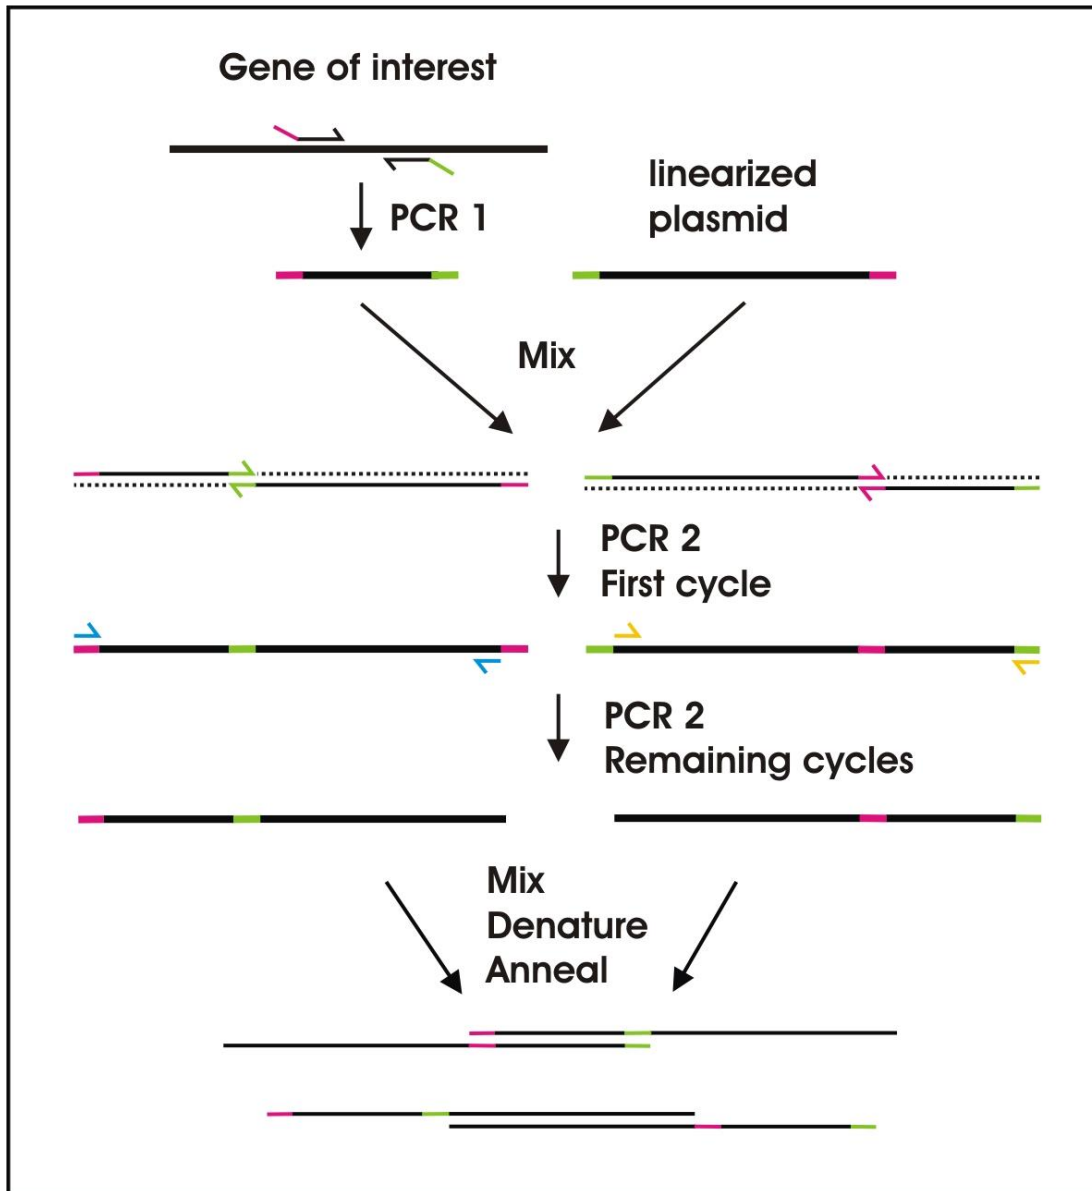 Gene of interest
linearized
plasmid
PCR 1
Mix
PCR 2
First cycle
PCR 2
Remaining cycles
Mix
Denature
Anneal